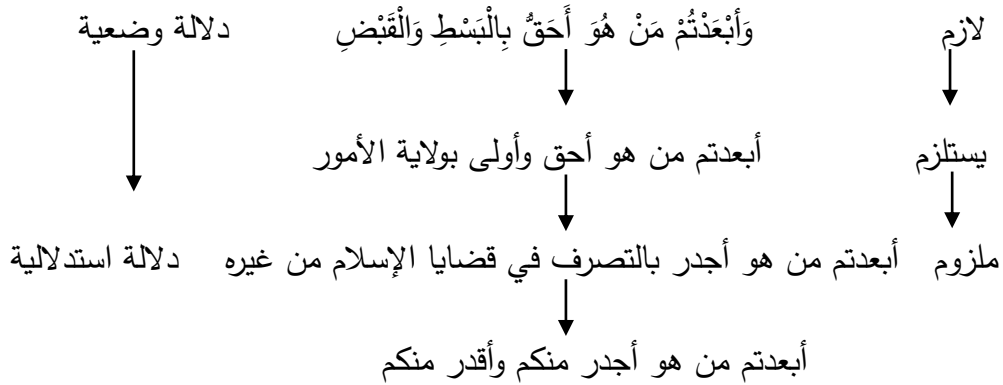 لازم وَأَبْعَدْتُمْ مَنْ هُوَ أَحَقُّ بِالْبَسْطِ وَالْقَبْضِ دلالة وضعية
يستلزم أبعدتم من هو أحق وأولى بولاية الأمور
ملزوم أبعدتم من هو أجدر بالتصرف في قضايا الإسلام من غيره دلالة استدلالية
أبعدتم من هو أجدر منكم وأقدر منكم